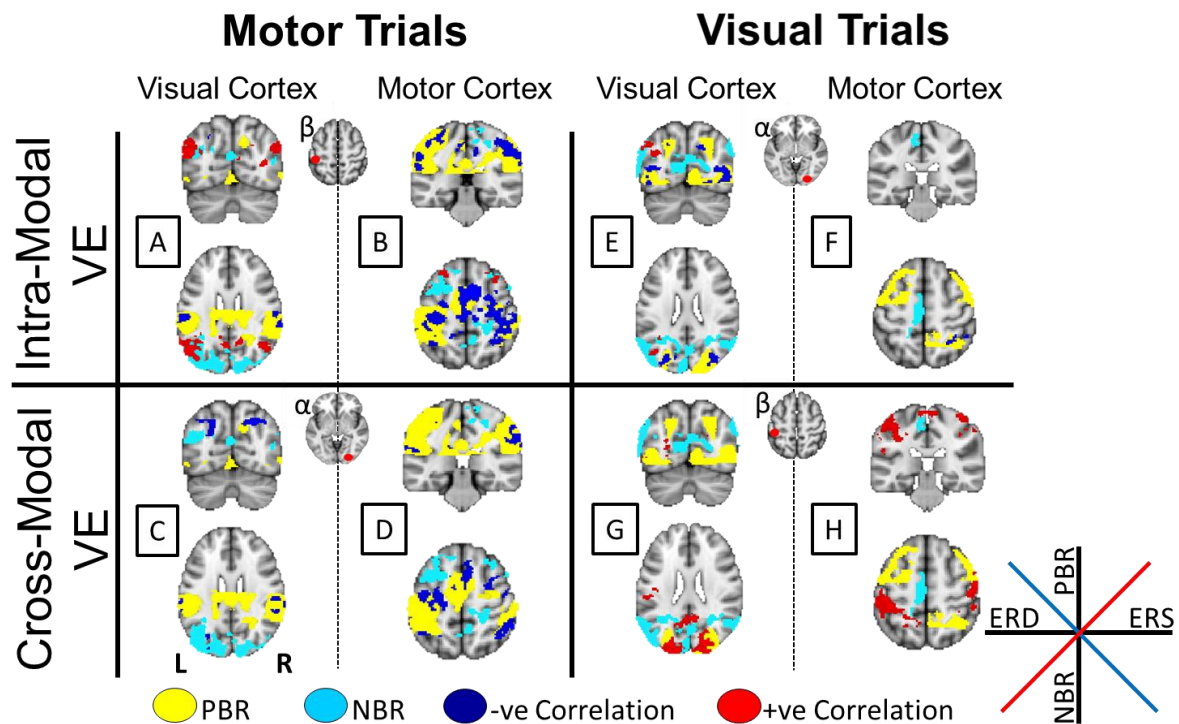 Motor Trials
Visual Trials
Visual Cortex
Motor Cortex
Visual Cortex
Motor Cortex
Intra-Modal
VE
β
α
A
B
E
F
Cross-Modal
VE
α
β
C
D
G
H
L
R
PBR
ERD
ERS
NBR
PBR
NBR
-ve Correlation
+ve Correlation